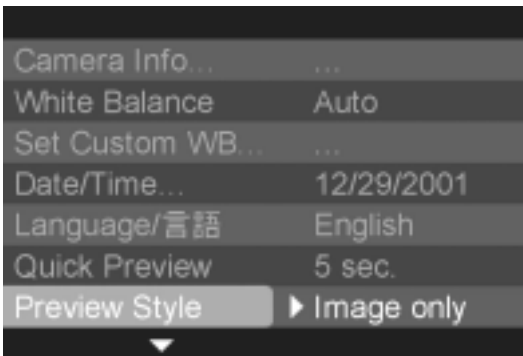 Camera Info... ...
White Balance Auto
Set Custom WB... ...
Date/Time... 12/29/2001
Language/言語 English
Quick Preview 5 sec.
Preview Style Image only